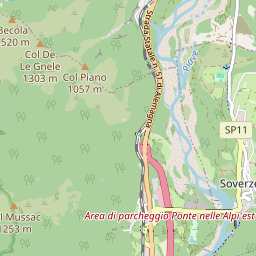 Becola
1520 m
Col De
Le Gnele
1303 m
Col Piano
1057 m
Strada Statale n. 51 di Alemagna
Piave
SP11
Soverze
Area di parcheggio Ponte nelle Alpi est
l Mussac
1253 m